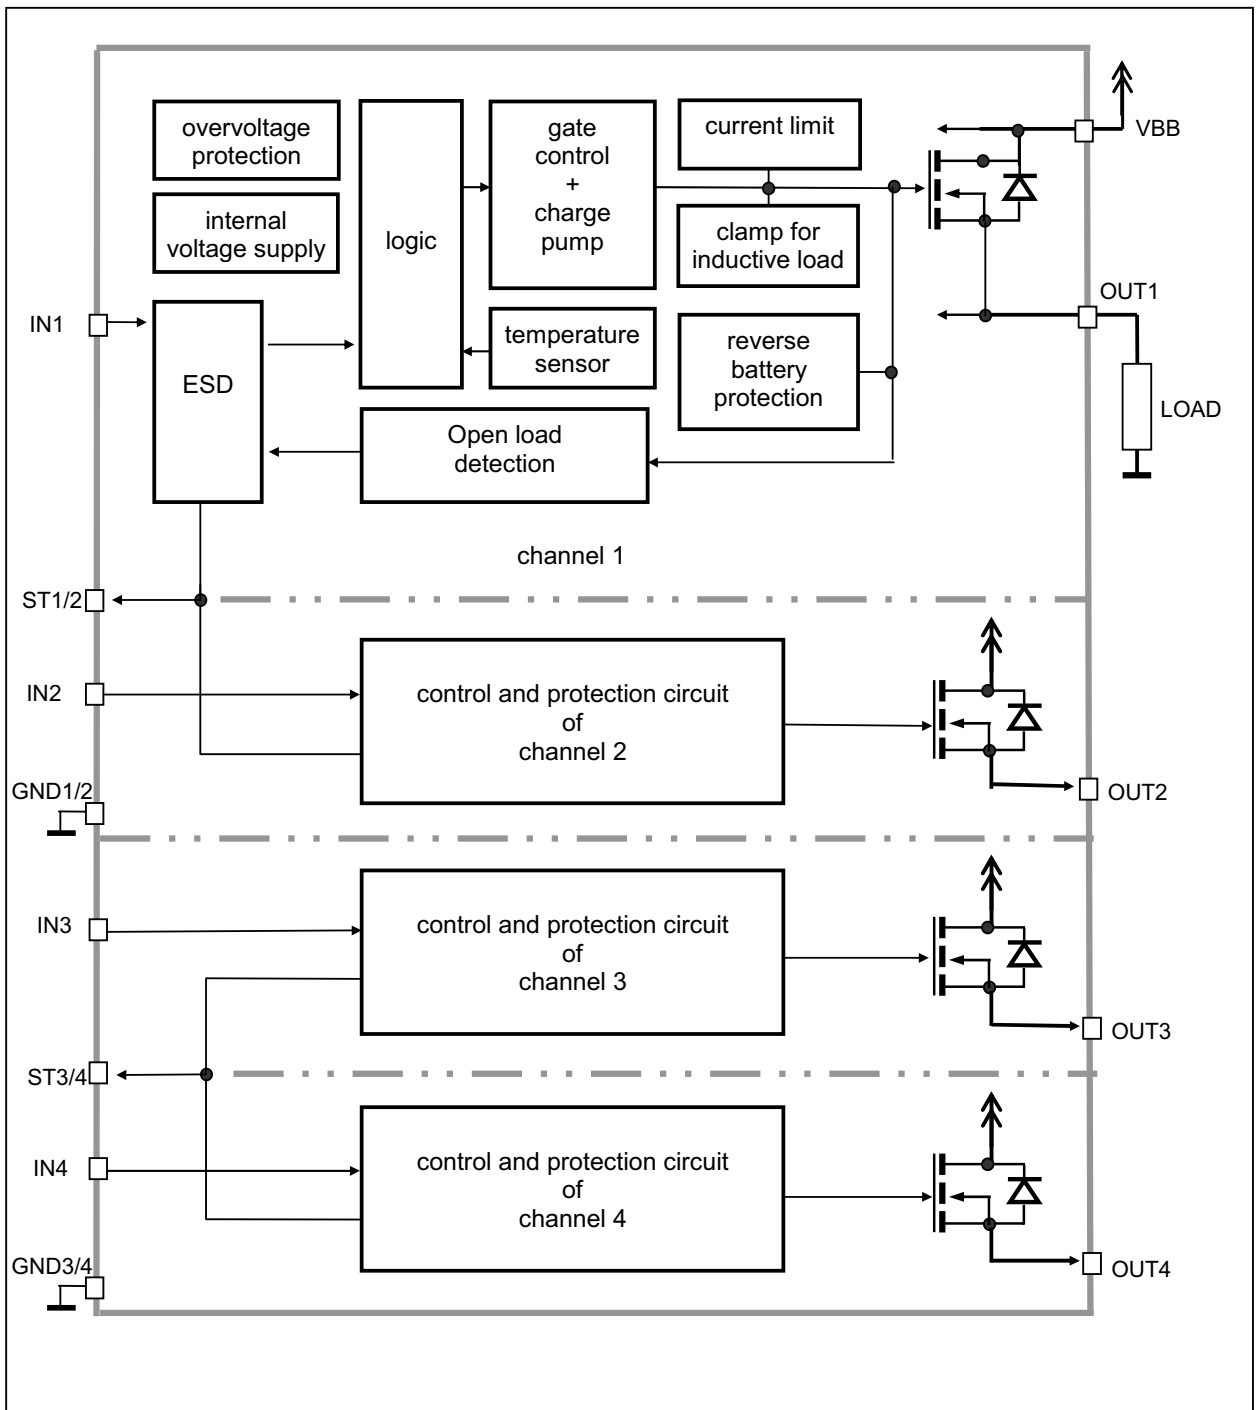 overvoltage
protection
internal
voltage supply
logic
gate
control
+
charge
pump
current limit
clamp for
inductive load
VBB
OUT1
IN1
ESD
temperature
sensor
reverse
battery
protection
LOAD
Open load
detection
channel 1
ST1/2
IN2
control and protection circuit
of
channel 2
GND1/2
OUT2
IN3
control and protection circuit
of
channel 3
OUT3
ST3/4
IN4
control and protection circuit
of
channel 4
GND3/4
OUT4